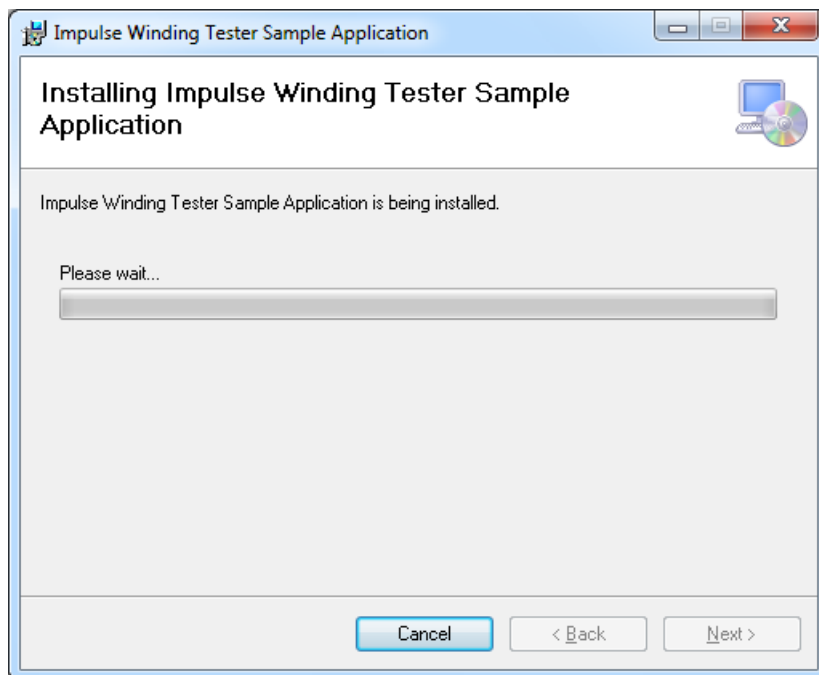 Impulse Winding Tester Sample Application
Installing Impulse Winding Tester Sample
Application
Impulse Winding Tester Sample Application is being installed.
Please wait...
Cancel
< Back
Next >